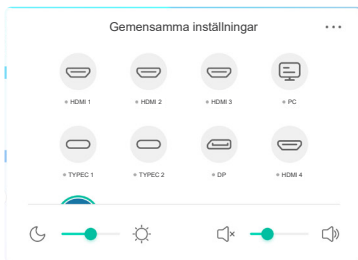 Gemensamma inställningar
HDMI 1 HDMI 2 HDMI 3 PC
TYPEC 1 TYPEC 2 DP HDMI 4